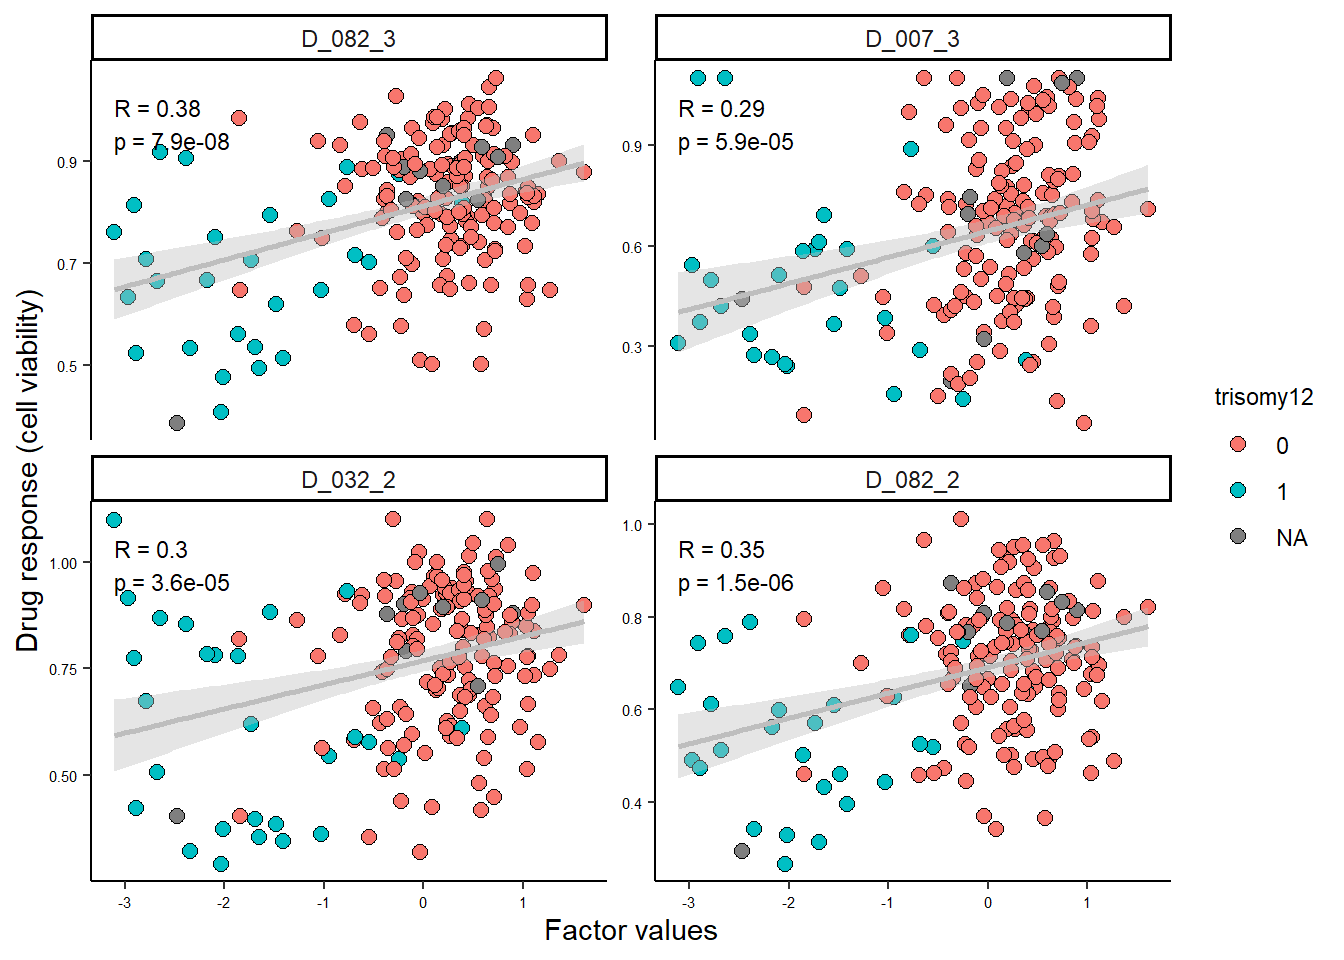 D_082_3
D_007_3
R = 0.38
p = 7.9e-08
0.9
0.7
0.5
R = 0.29
p = 5.9e-05
0.9
0.6
0.3
D_032_2
D_082_2
R = 0.3
p = 3.6e-05
1.00
0.75
0.50
R = 0.35
p = 1.5e-06
1.0
0.8
0.6
0.4
-3 -2 -1 0 1
-3 -2 -1 0 1
Factor values
Drug response (cell viability)
trisomy12
0
1
NA